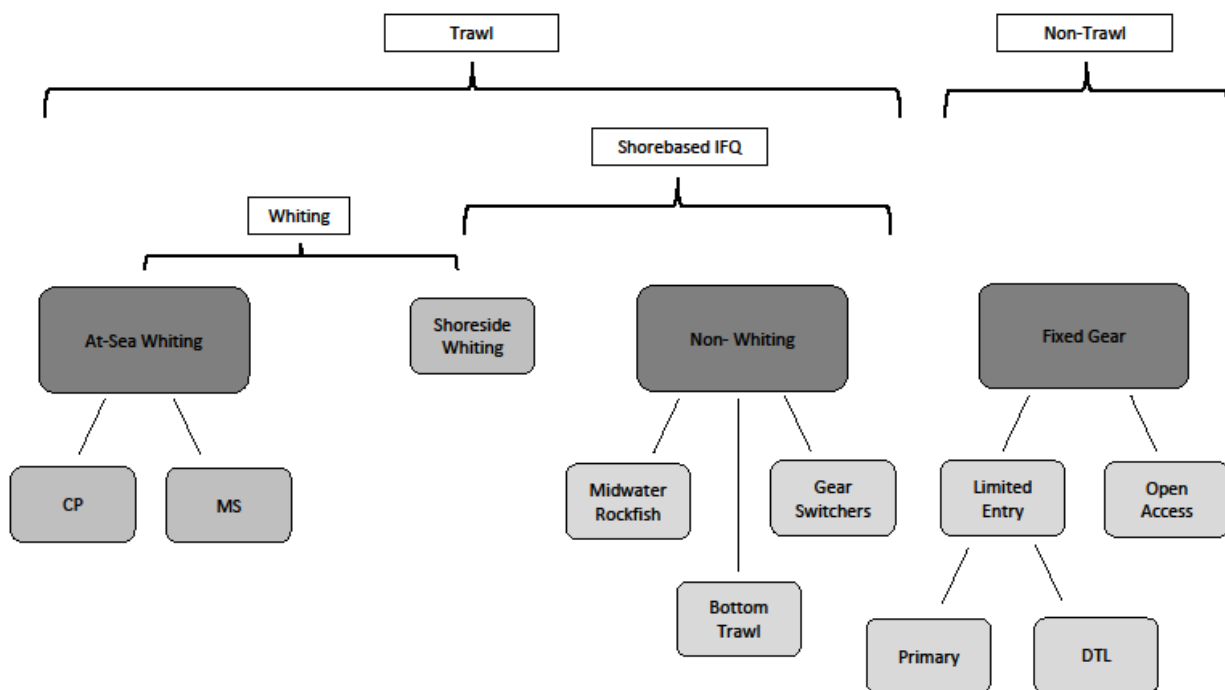 Trawl
Non-Trawl
Shorebased IFQ
Whiting
At-Sea Whiting
Shoreside
Whiting
Non- Whiting
Fixed Gear
CP
MS
Midwater
Rockfish
Gear
Switchers
Limited
Entry
Open
Access
Bottom
Trawl
Primary
DTL